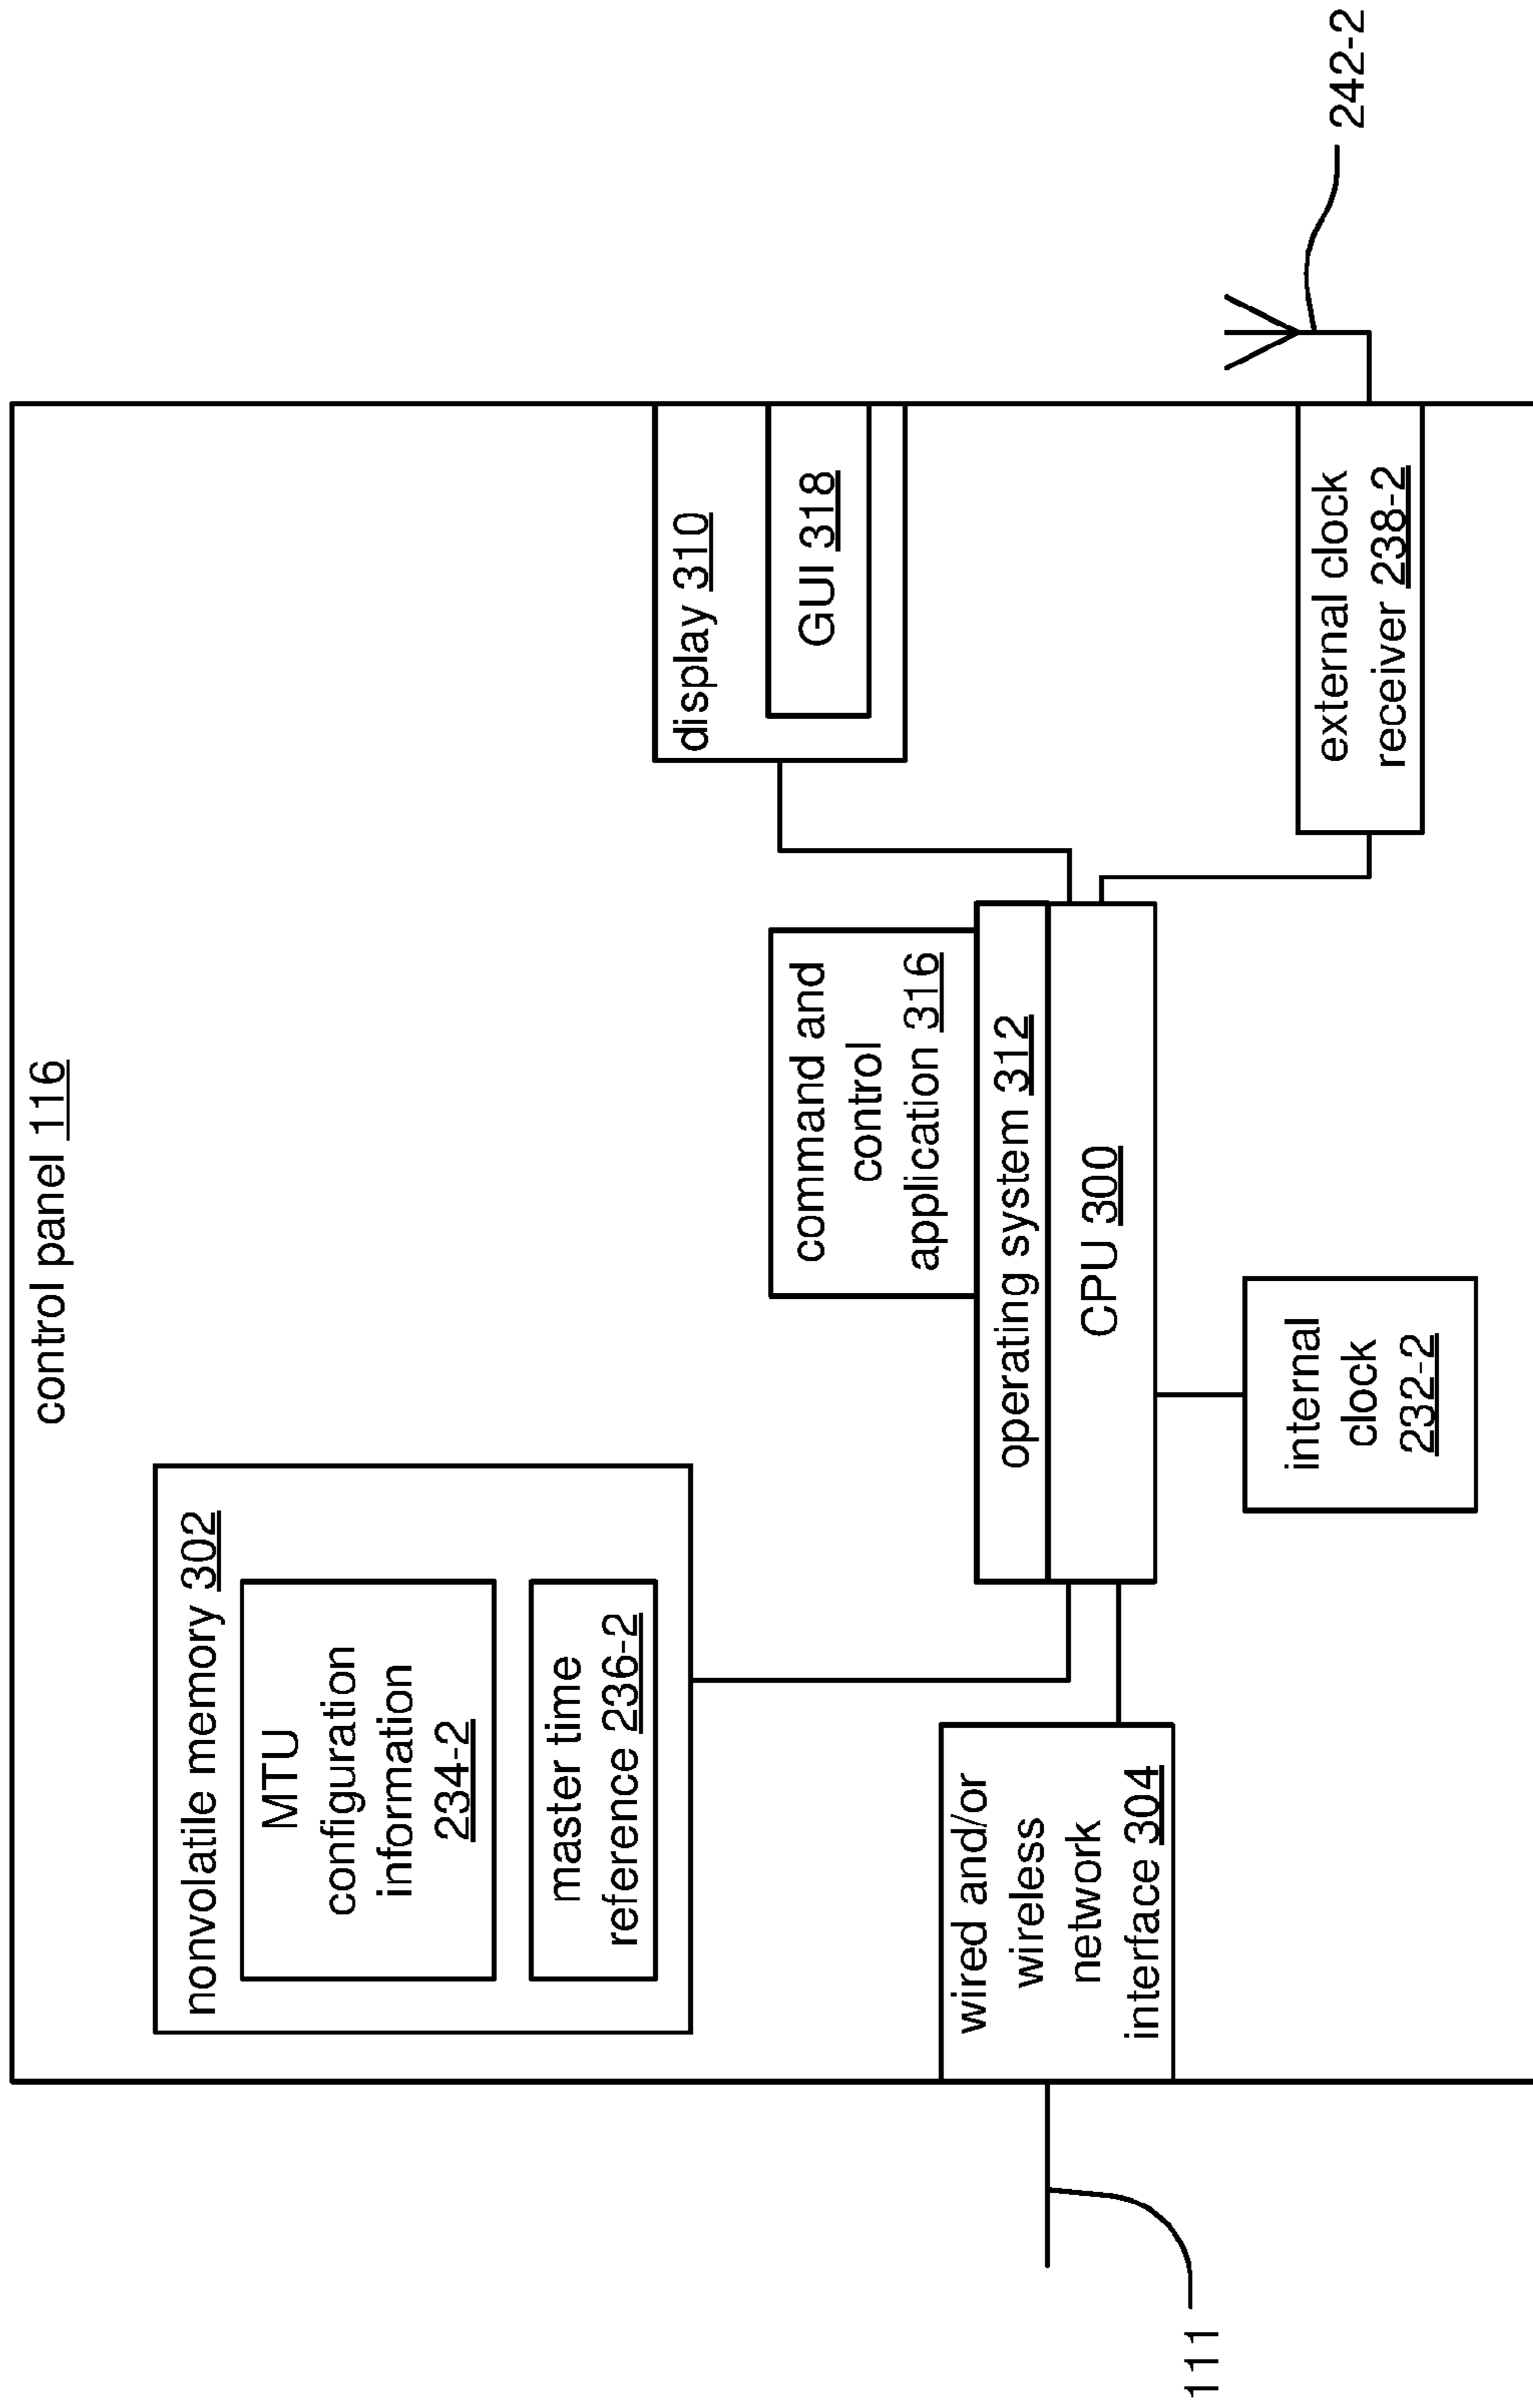 control panel 116
nonvolatile memory 302
MTU
configuration
information
234-2
master time
reference 236-2
display 310
GUI 318
command and
control
application 316
operating system 312
CPU 300
wired and/or
wireless
network
interface 304
internal
clock
232-2
external clock
receiver 238-2
111
242-2